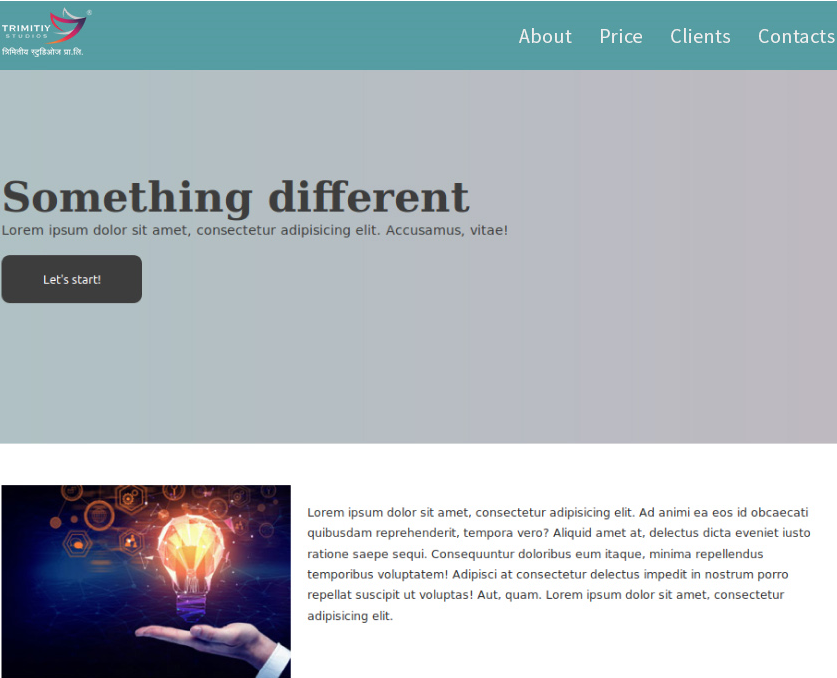 TRIMITIY
STUDIOS
®
त्रिमितीय स्टुडिओज प्रा.लि.
About Price Clients Contacts
Something different
Lorem ipsum dolor sit amet, consectetur adipisicing elit. Accusamus, vitae!
Let's start!
Lorem ipsum dolor sit amet, consectetur adipisicing elit. Ad animi ea eos id obcaecati
quibusdam reprehenderit, tempora vero? Aliquid amet at, delectus dicta eveniet iusto
ratione saepe sequi. Consequuntur doloribus eum itaque, minima repellendus
temporibus voluptatem! Adipisci at consectetur delectus impedit in nostrum porro
repellat suscipit ut voluptas! Aut, quam. Lorem ipsum dolor sit amet, consectetur
adipisicing elit.